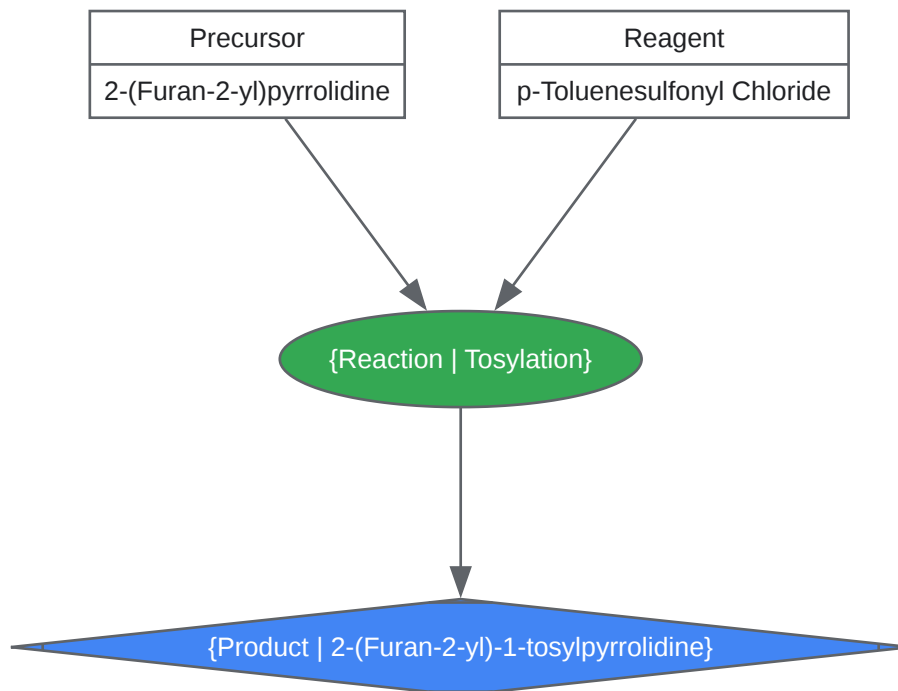 Precursor
2-(Furan-2-yl)pyrrolidine
Reagent
p-Toluenesulfonyl Chloride
{Reaction | Tosylation}
{Product | 2-(Furan-2-yl)-1-tosylpyrrolidine}